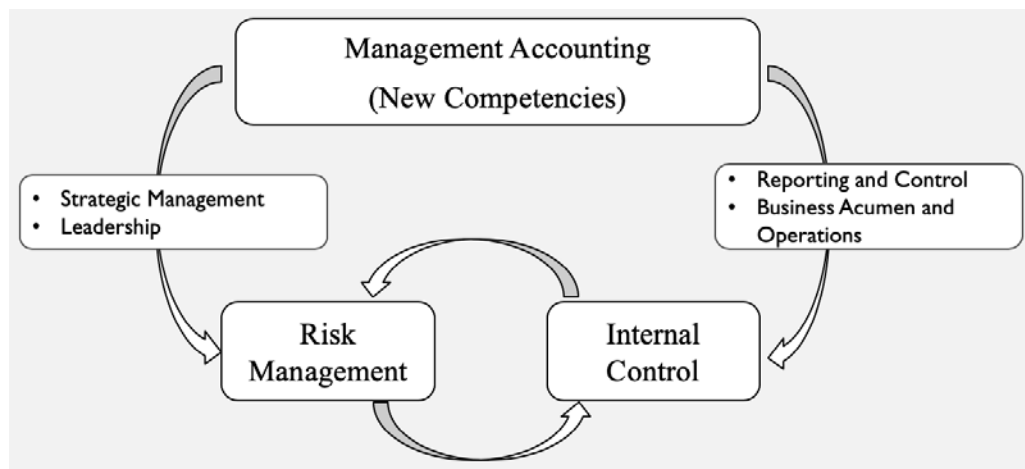 Management Accounting
(New Competencies)
• Strategic Management
• Leadership
• Reporting and Control
• Business Acumen and
Operations
Risk
Management
Internal
Control